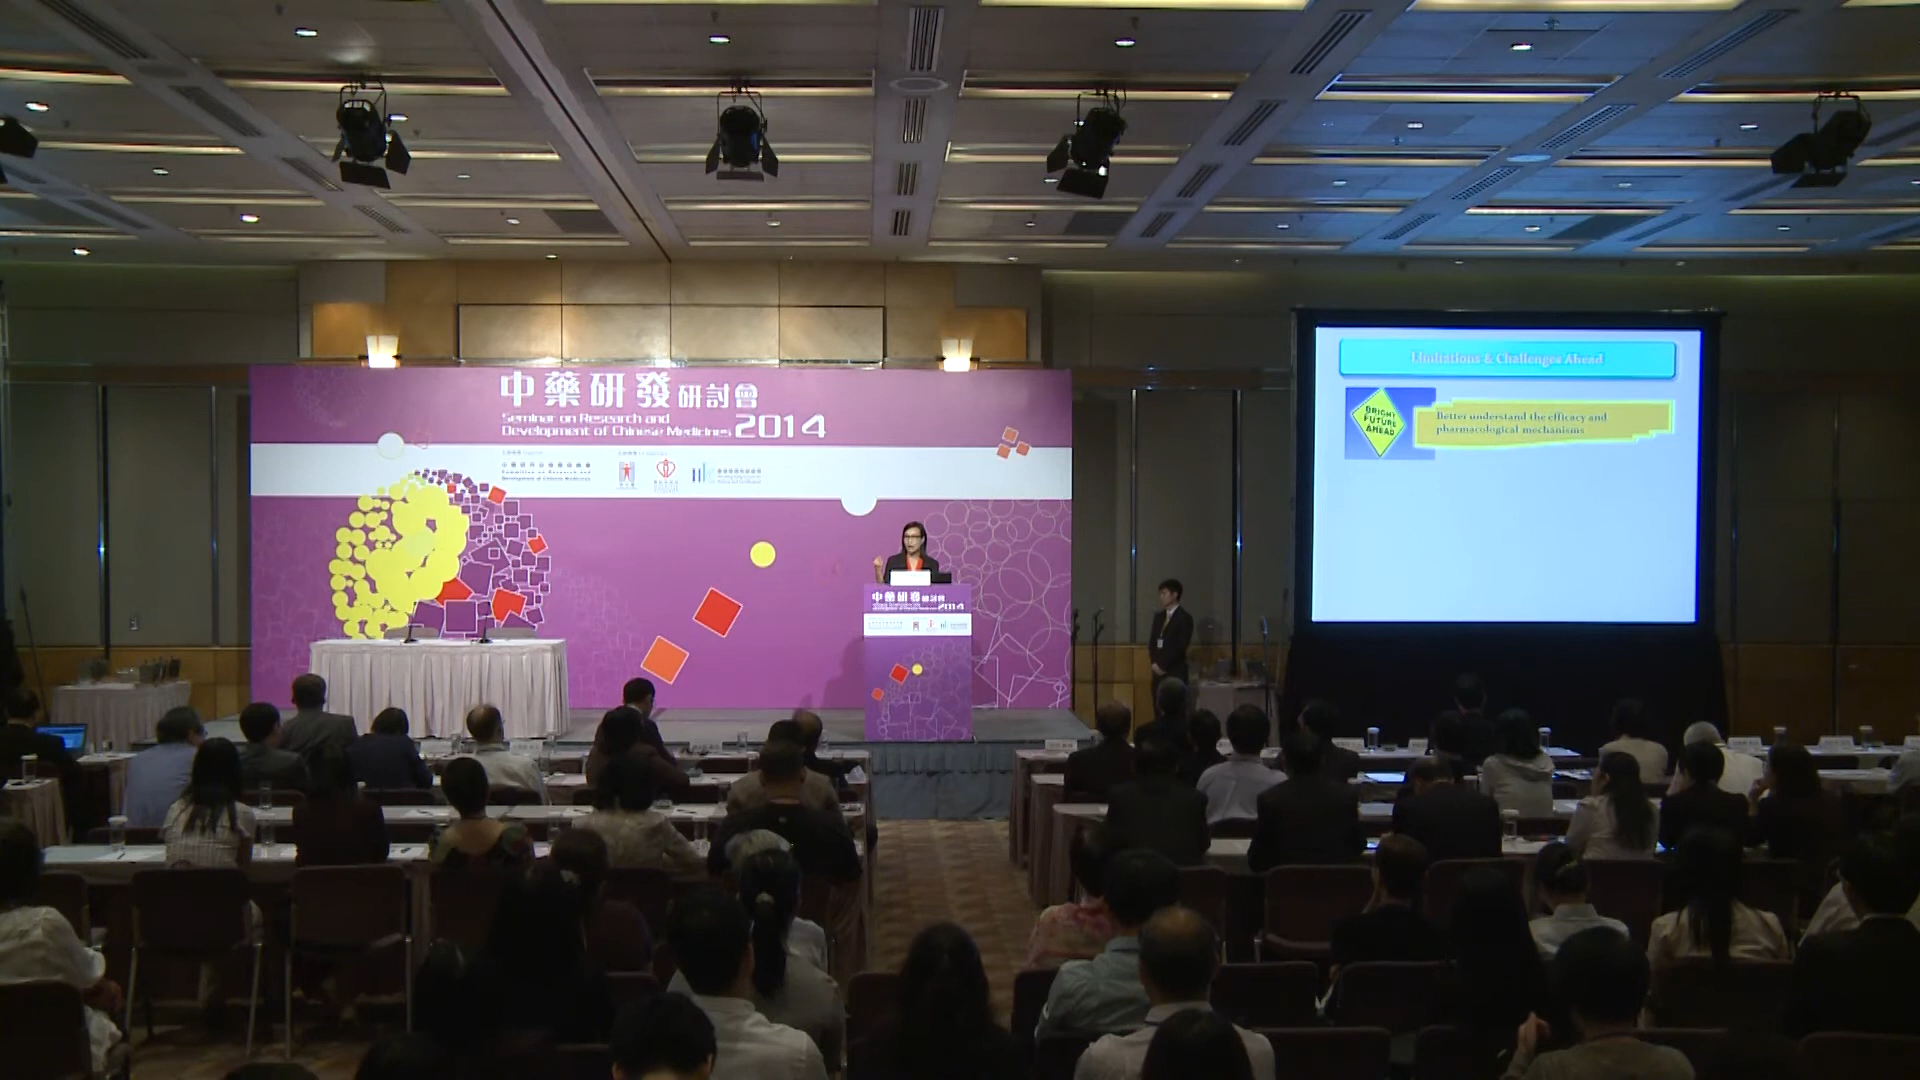 中藥研發研討會
Seminar on Research and
Development of Chinese Medicines 2014
中藥研發研討會
2014
Limitations & Challenges Ahead
BRIGHT
FUTURE
AHEAD
Better understand the efficacy and
pharmacological mechanisms